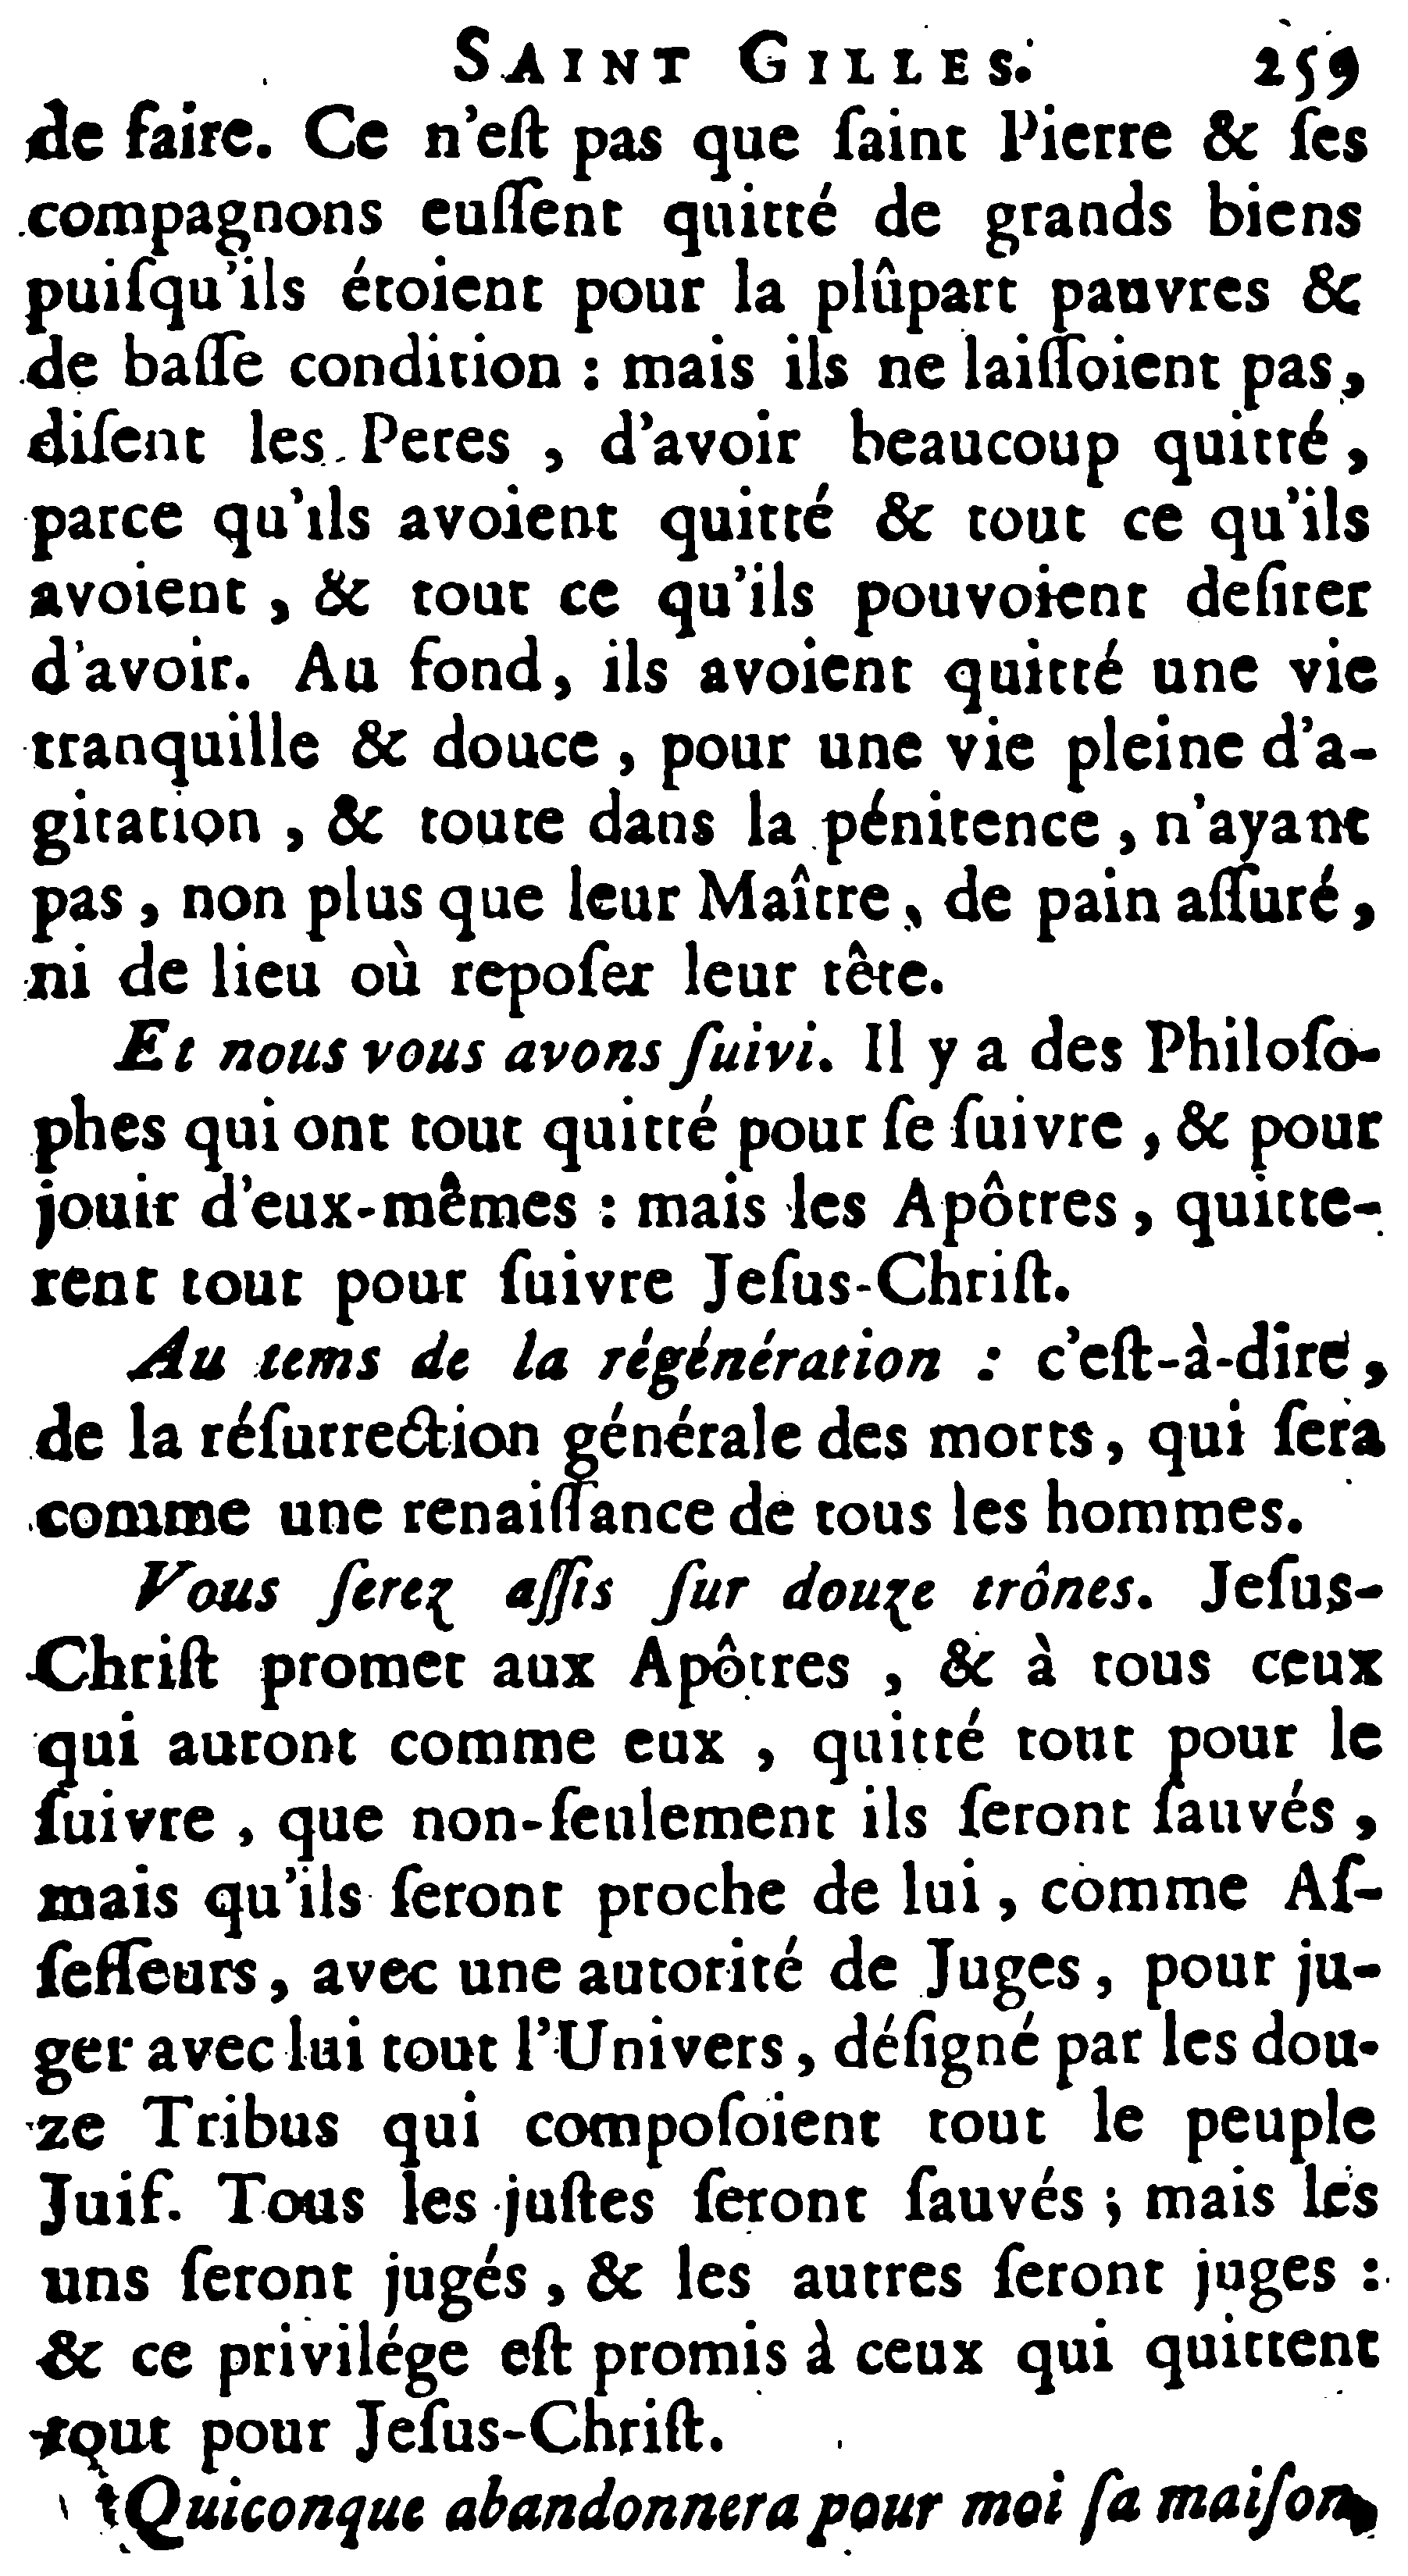 SAINT GILLES. 259
de faire. Ce n'eſt pas que ſaint Pierre & ſes
compagnons euſſent quitté de grands biens
puiſqu'ils étoient pour la plûpart pauvres &
de baſſe condition : mais ils ne laiſſoient pas,
diſent les Peres , d'avoir beaucoup quitté ,
parce qu'ils avoient quitté & tout ce qu'ils
avoient , & tout ce qu'ils pouvoient deſirer
d'avoir. Au fond, ils avoient quitté une vie
tranquille & douce , pour une vie pleine d'a-
gitation , & toute dans la pénitence , n'ayant
pas , non plus que leur Maître, de pain aſſuré ,
ni de lieu où repoſer leur tête.
Et nous vous avons ſuivi. Il y a des Philoſo-
phes qui ont tout quitté pour ſe ſuivre , & pour
jouir d'eux-mêmes : mais les Apôtres , quitte-
rent tout pour ſuivre Jeſus-Chriſt.
Au tems de la régénération : c'eſt-à-dire,
de la réſurrection générale des morts, qui ſera
comme une renaiſſance de tous les hommes.
Vous ſerez aſſis ſur douze trônes. Jeſus-
Chriſt promet aux Apôtres , & à tous ceux
qui auront comme eux , quitté tout pour le
ſuivre , que non-ſeulement ils ſeront ſauvés ,
mais qu'ils ſeront proche de lui , comme Aſ-
ſeſſeurs, avec une autorité de Juges, pour ju-
ger avec lui tout l'Univers, déſigné par les dou-
ze Tribus qui compoſoient tout le peuple
Juif. Tous les juſtes ſeront ſauvés ; mais les
uns ſeront jugés , & les autres ſeront juges :
& ce privilége eſt promis à ceux qui quittent
tout pour Jeſus-Chriſt.
Quiconque abandonnera pour moi ſa maiſon,